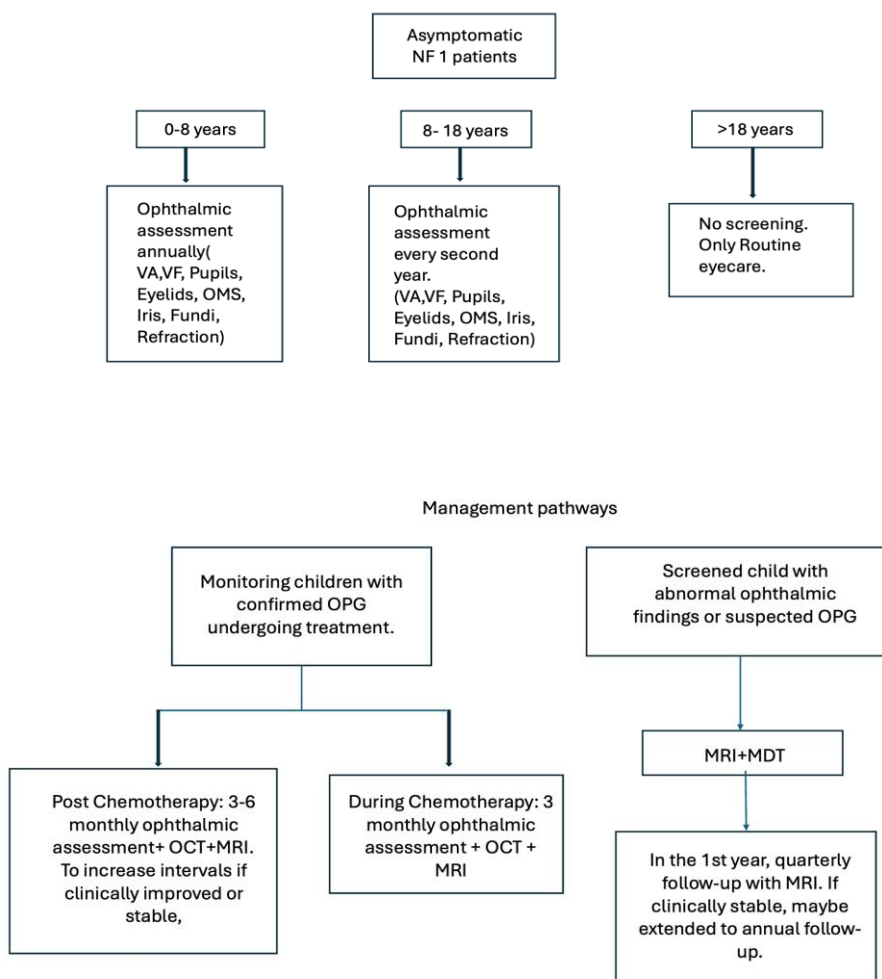 Asymptomatic
NF 1 patients
0-8 years
8- 18 years
>18 years
Ophthalmic
assessment
annually(
VA,VF, Pupils,
Eyelids, OMS,
Iris, Fundi,
Refraction)
Ophthalmic
assessment
every second
year.
(VA,VF, Pupils,
Eyelids, OMS, Iris,
Fundi, Refraction)
No screening.
Only Routine
eyecare.
Management pathways
Monitoring children with
confirmed OPG
undergoing treatment.
Screened child with
abnormal ophthalmic
findings or suspected OPG
MRI+MDT
Post Chemotherapy: 3-6
monthly ophthalmic
assessment+ OCT+MRI.
To increase intervals if
clinically improved or
stable,
During Chemotherapy: 3
monthly ophthalmic
assessment + OCT +
MRI
In the 1st year, quarterly
follow-up with MRI. If
clinically stable, maybe
extended to annual follow-
up.